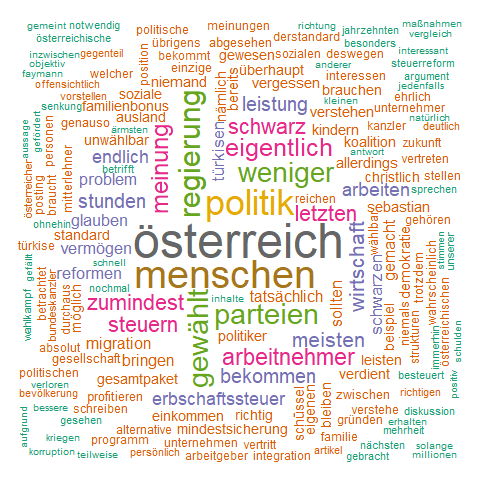 gemeint notwendig
politische meinungen richtung maßnahmen
österreichische derstandard jahrzehnten vergleich
inzwischen gegenteil übrigens abgesehen besonders
objektiv position bekommt gewesen sozialen deswegen interessant
faymann welcher einzige überhaupt anderer steuerreform
offensichtlich niemand bereits vergessen interessen argument
vorstellen soziale nämlich kleinen brauchen jedenfalls
senkung familienbonus leistung ehrlich
gefördert ausland regierung verstehen unternehmer
aussage personen genauso meinung türkisen schwarz kindern kanzler natürlich deutlich
ärmsten unwählbar eigentlich koalition zukunft
österreicher posting braucht mitterlehner endlich antwort allerdings vertreten
betrifft weniger christlich stellen
problem arbeiten sprechen
stunden politik reichen sebastian
ohnehin glauben letzten gehören
standard österreich wirtschaft wählbar
türkise vermögen schwarzen gemacht demokratie stimmen unserer
gefällt schnell
reformen menschen
wahlkampf bundeskanzler betrachtet durchaus möglich nochmal gewählt inhalte tatsächlich sollten beispiel niemals trotzdem wahrscheinlich
zumindest parteien strukturen österreichischen
steuern politiker meisten immerhin schulden
absolut migration
gesellschaft bringen arbeitnehmer leisten
politischen gesamtpaket bekommen verdient besteuert positiv
verloren
bevölkerung profitieren erbschaftssteuer zwischen richtigen
bessere schreiben einkommen richtig schüssel eigenen bleiben verstehe diskussion
aufgrund gesehen alternative mindestsicherung gründen erhalten
kriegen programm unternehmen vertritt familie mehrheit
korruption teilweise persönlich arbeitgeber integration artikel nächsten solange
gebracht millionen